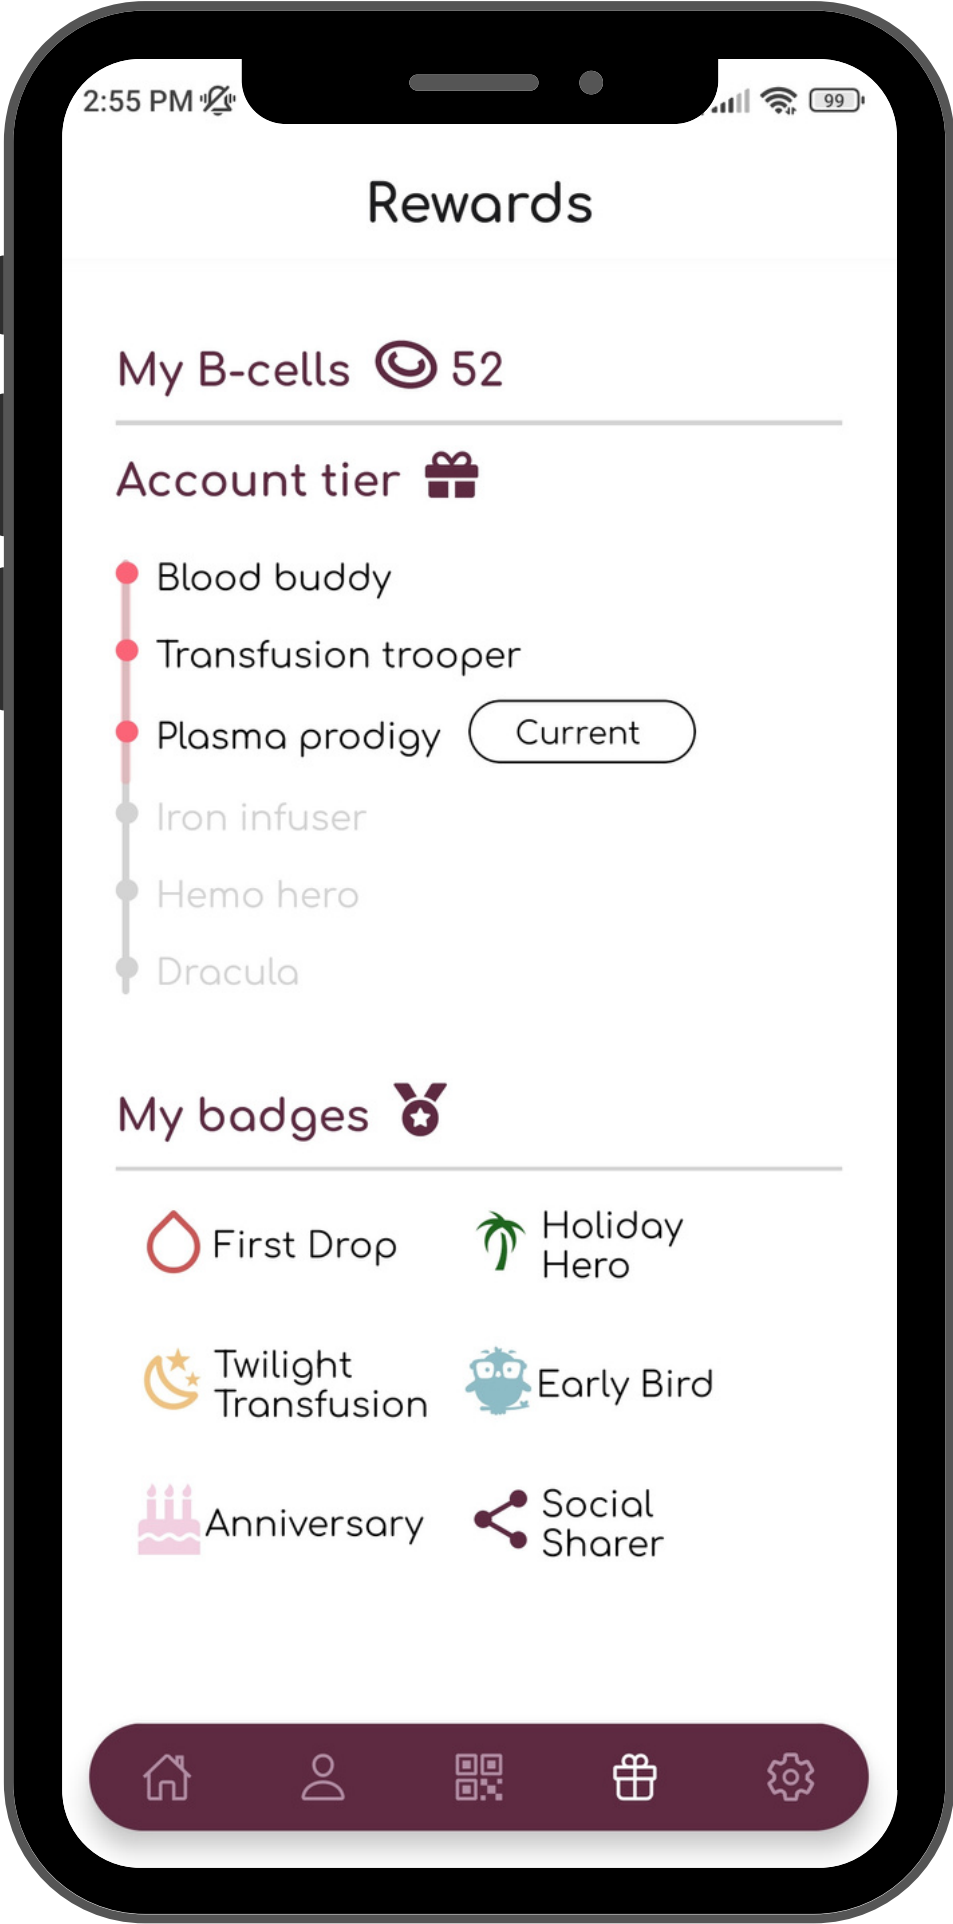 2:55 PM
99
Rewards
My B-cells 52
Account tier
Blood buddy
Transfusion trooper
Plasma prodigy Current
Iron infuser
Hemo hero
Dracula
My badges
First Drop
Holiday
Hero
Twilight
Transfusion
Early Bird
Anniversary
Social
Sharer